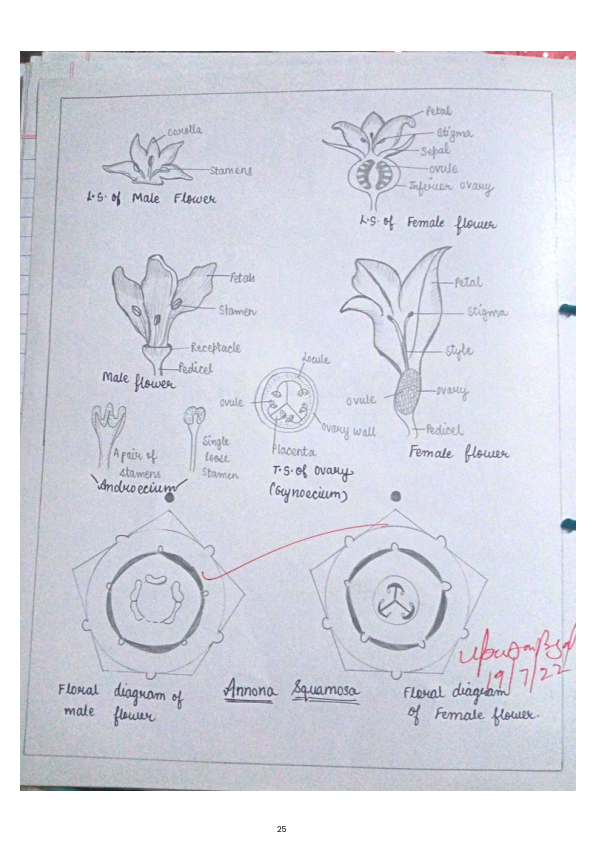 corolla
Stamens
L.S. of Male Flower
Petal
Stigma
Sepal
ovule
Inferior ovary
L.S. of Female flower
Petals
Stamen
Receptacle
Pedicel
Male flower
Petal
Stigma
Style
ovule
ovary
Pedicel
Female flower
Locule
ovule
ovary wall
Placenta
T.S. of ovary
(Gynoecium)
A pair of
stamens
Single
loose
Stamen
Androecium
Floral diagram of
male flower
Annona Squamosa
Floral diagram
of Female flower.
19/7/22
25